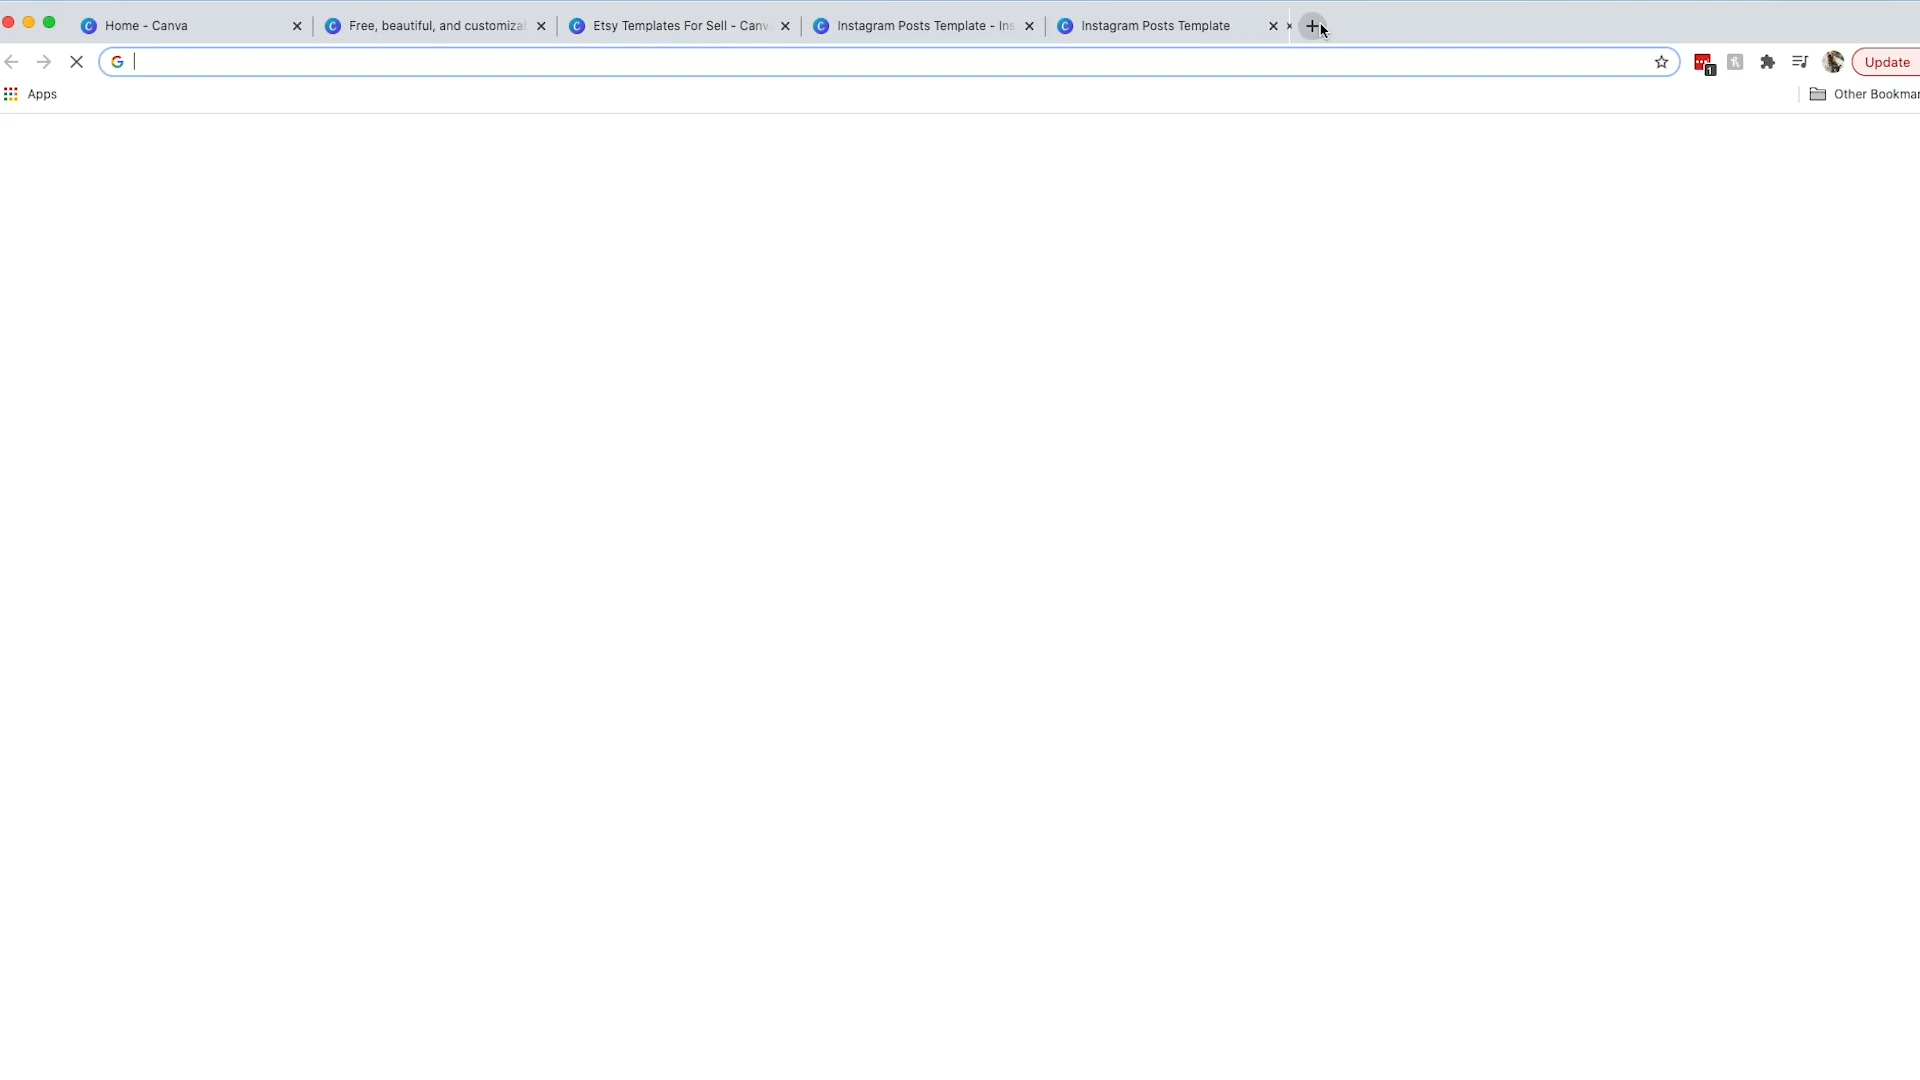 Home - Canva
Free, beautiful, and customiza
Etsy Templates For Sell - Canv
Instagram Posts Template - Ins
Instagram Posts Template
Update
1
Apps
Other Bookmar